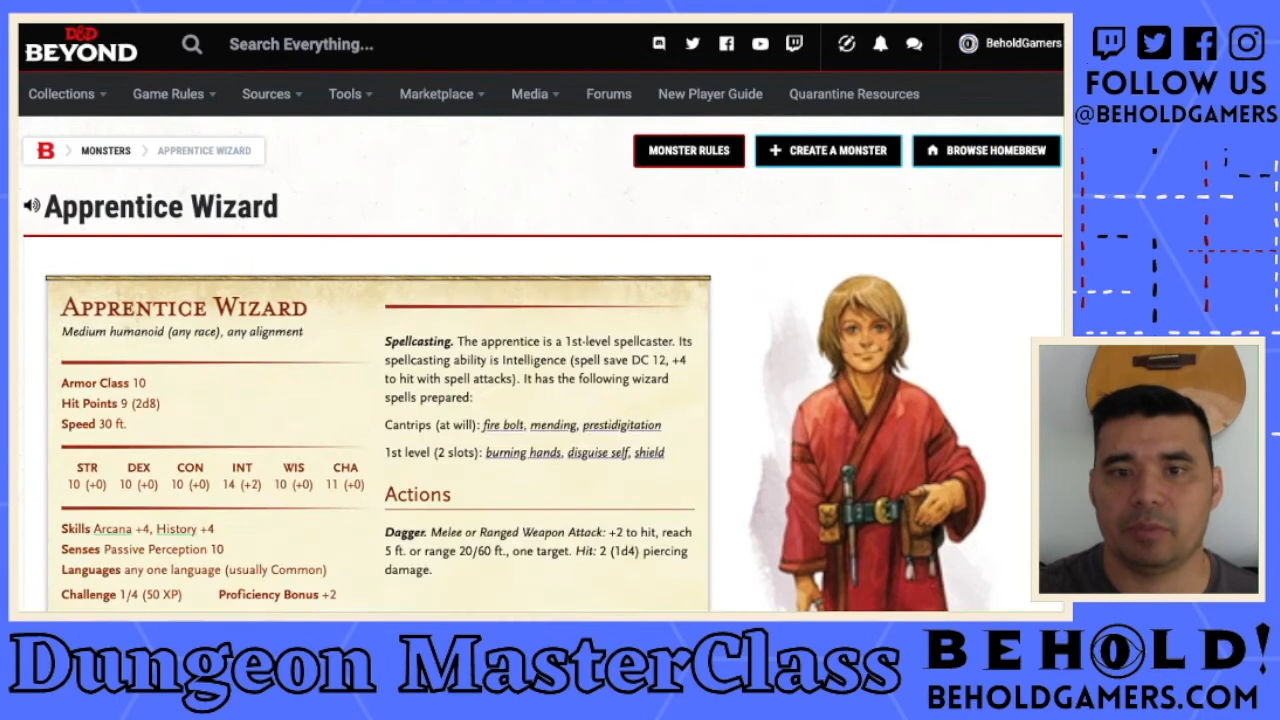 D&D
BEYOND
Search Everything...
BeholdGamers
Collections
Game Rules
Sources
Tools
Marketplace
Media
Forums
New Player Guide
Quarantine Resources
B
MONSTERS
APPRENTICE WIZARD
MONSTER RULES
+ CREATE A MONSTER
BROWSE HOMEBREW
Apprentice Wizard
APPRENTICE WIZARD
Medium humanoid (any race), any alignment
Armor Class 10
Hit Points 9 (2d8)
Speed 30 ft.
STR DEX CON INT WIS CHA
10 (+0) 10 (+0) 10 (+0) 14 (+2) 10 (+0) 11 (+0)
Skills Arcana +4, History +4
Senses Passive Perception 10
Languages any one language (usually Common)
Challenge 1/4 (50 XP) Proficiency Bonus +2
Spellcasting. The apprentice is a 1st-level spellcaster. Its
spellcasting ability is Intelligence (spell save DC 12, +4
to hit with spell attacks). It has the following wizard
spells prepared:
Cantrips (at will): fire bolt, mending, prestidigitation
1st level (2 slots): burning hands, disguise self, shield
Actions
Dagger. Melee or Ranged Weapon Attack: +2 to hit, reach
5 ft. or range 20/60 ft., one target. Hit: 2 (1d4) piercing
damage.
FOLLOW US
@BEHOLDGAMERS
Dungeon MasterClass
BEHOLD!
BEHOLDGAMERS.COM